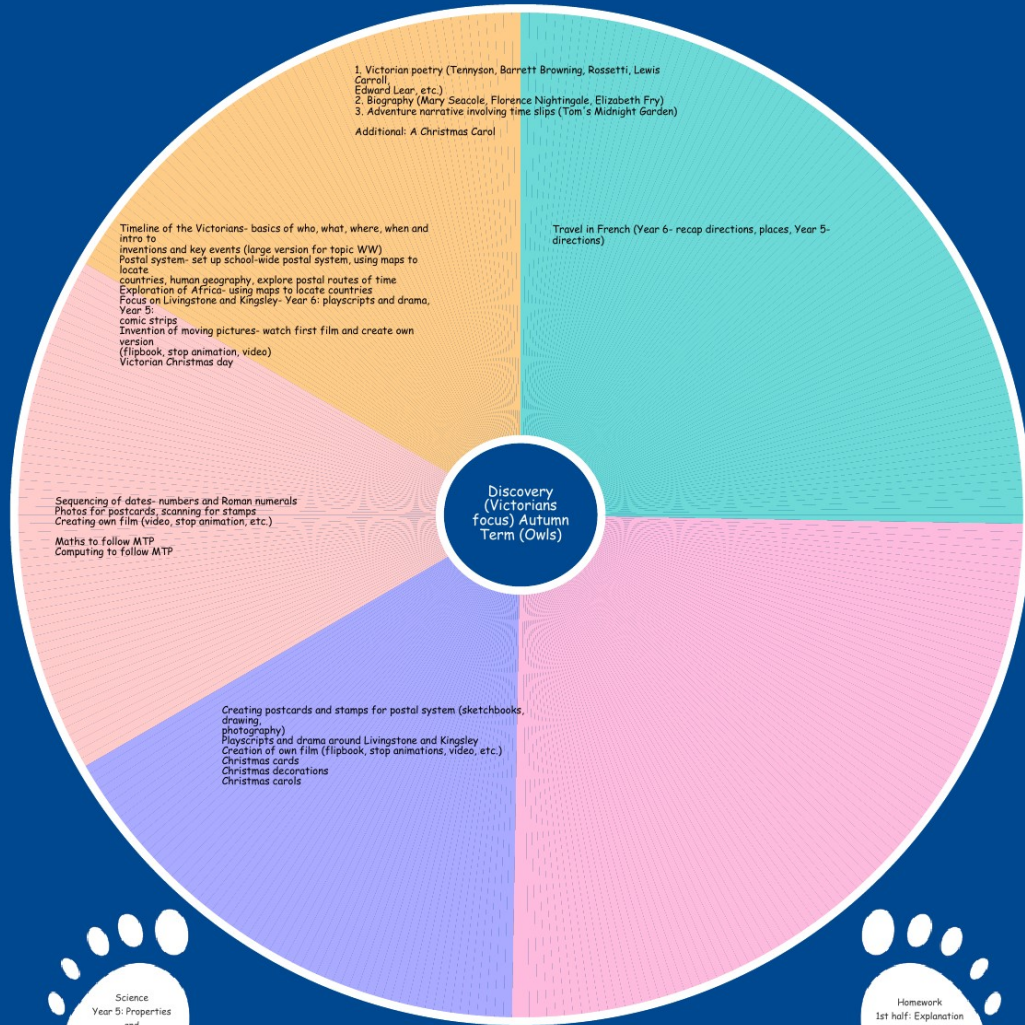 1. Victorian poetry (Tennyson, Barrett Browning, Rossetti, Lewis
Carroll,
Edward Lear, etc.)
2. Biography (Mary Seacole, Florence Nightingale, Elizabeth Fry)
3. Adventure narrative involving time slips (Tom's Midnight Garden)
Additional: A Christmas Carol
Timeline of the Victorians- basics of who, what, where, when and
intro to
inventions and key events (large version for topic WW)
Postal system- set up school-wide postal system, using maps to
locate
countries, human geography, explore postal routes of time
Exploration of Africa- using maps to locate countries
Focus on Livingstone and Kingsley- Year 6: playscripts and drama,
Year 5:
comic strips
Invention of moving pictures- watch first film and create own
version
(flipbook, stop animation, video)
Victorian Christmas day
Travel in French (Year 6- recap directions, places, Year 5-
directions)
Sequencing of dates- numbers and Roman numerals
Photos for postcards, scanning for stamps
Creating own film (video, stop animation, etc.)
Maths to follow MTP
Computing to follow MTP
Discovery
(Victorians
focus) Autumn
Term (Owls)
Creating postcards and stamps for postal system (sketchbooks,
drawing,
photography)
Playscripts and drama around Livingstone and Kingsley
Creation of own film (flipbook, stop animations, video, etc.)
Christmas cards
Christmas decorations
Christmas carols
Science
Year 5: Properties
and
Homework
1st half: Explanation